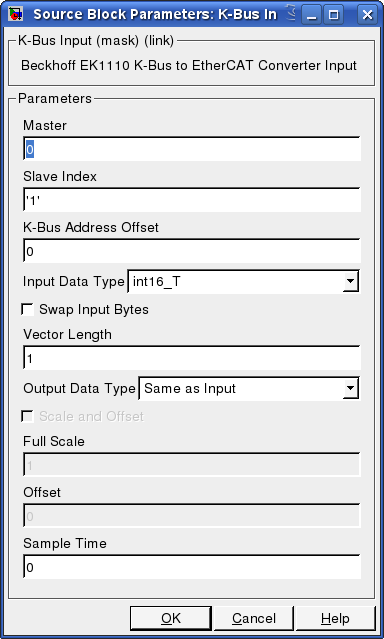 Source Block Parameters: K-Bus In
K-Bus Input (mask) (link)
Beckhoff EK1110 K-Bus to EtherCAT Converter Input
Parameters
Master
0
Slave Index
'1'
K-Bus Address Offset
0
Input Data Type int16_T
Swap Input Bytes
Vector Length
1
Output Data Type Same as Input
Scale and Offset
Full Scale
1
Offset
0
Sample Time
0
OK Cancel Help